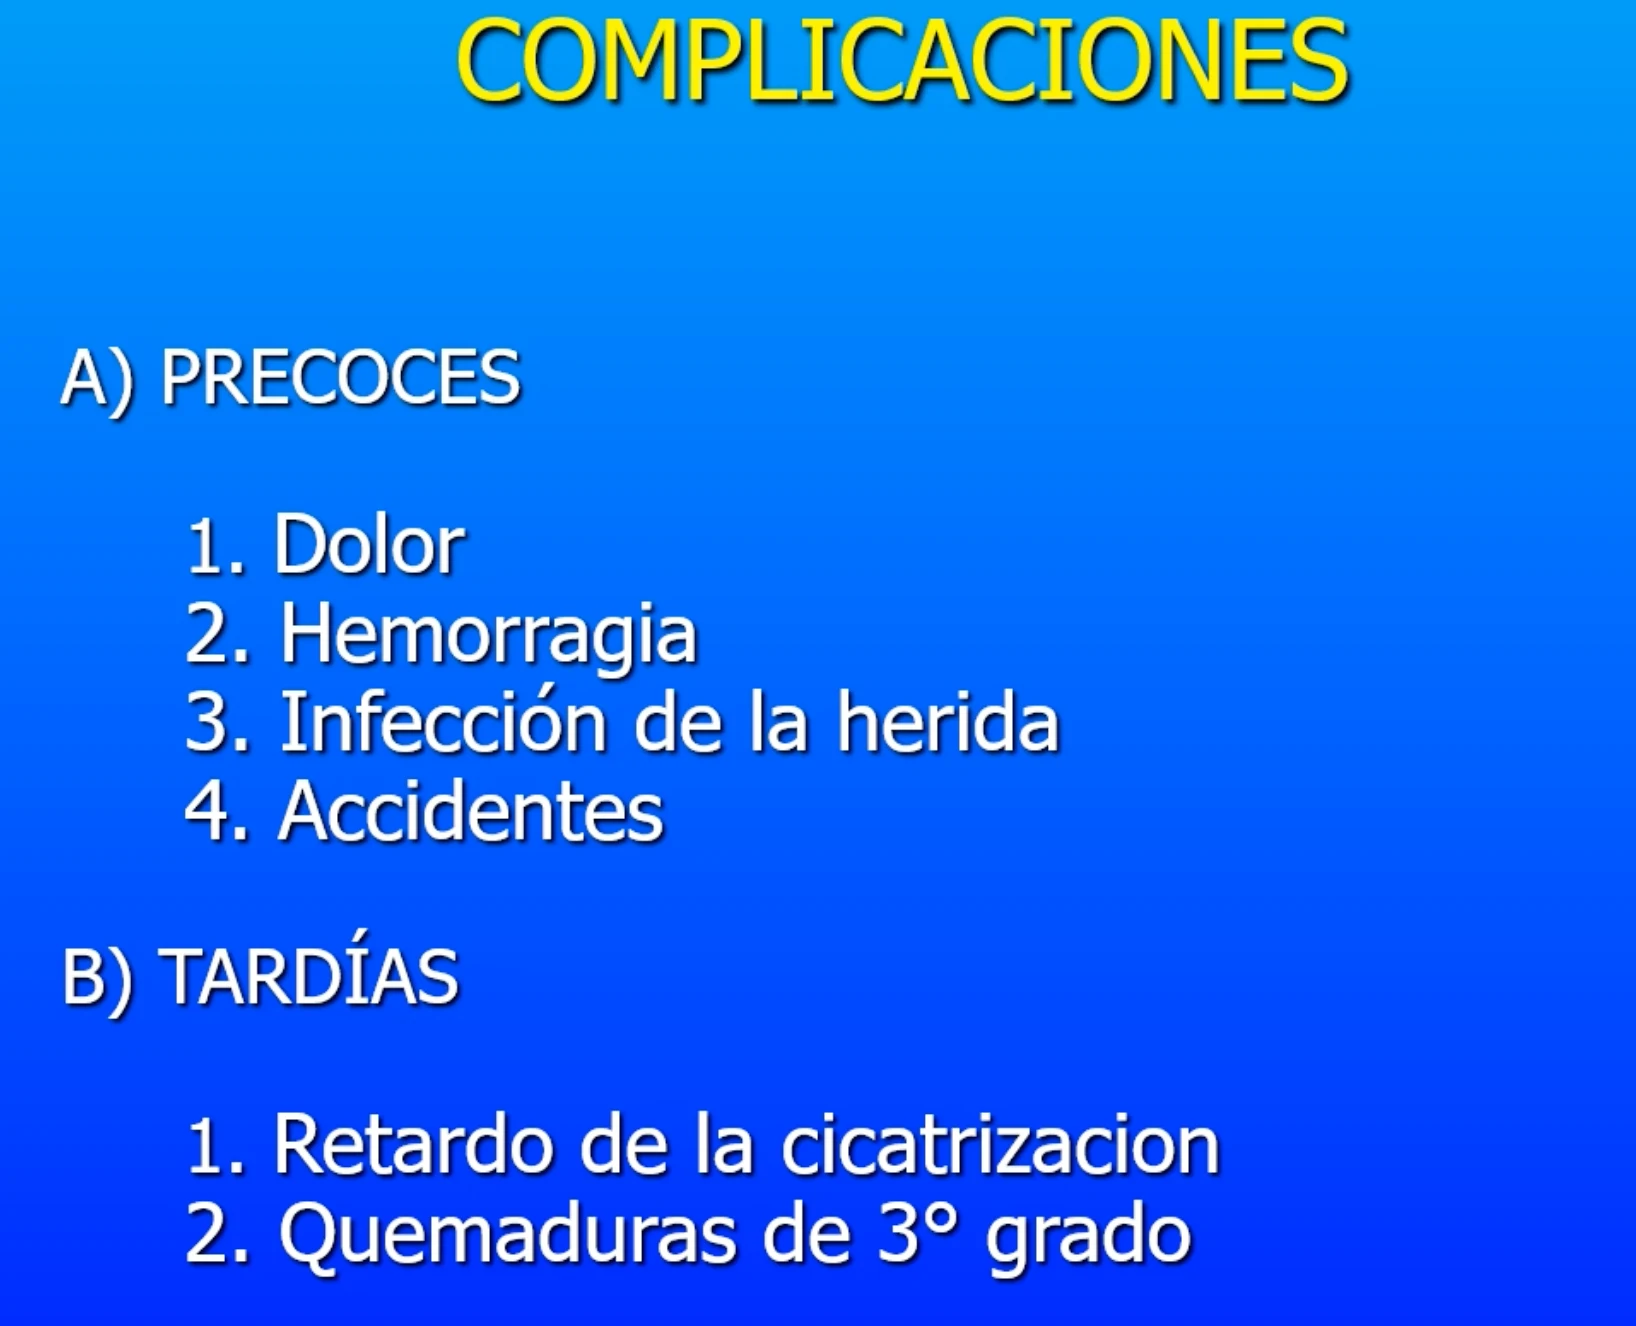 COMPLICACIONES
A) PRECOCES
1. Dolor
2. Hemorragia
3. Infección de la herida
4. Accidentes
B) TARDÍAS
1. Retardo de la cicatrizacion
2. Quemaduras de 3° grado